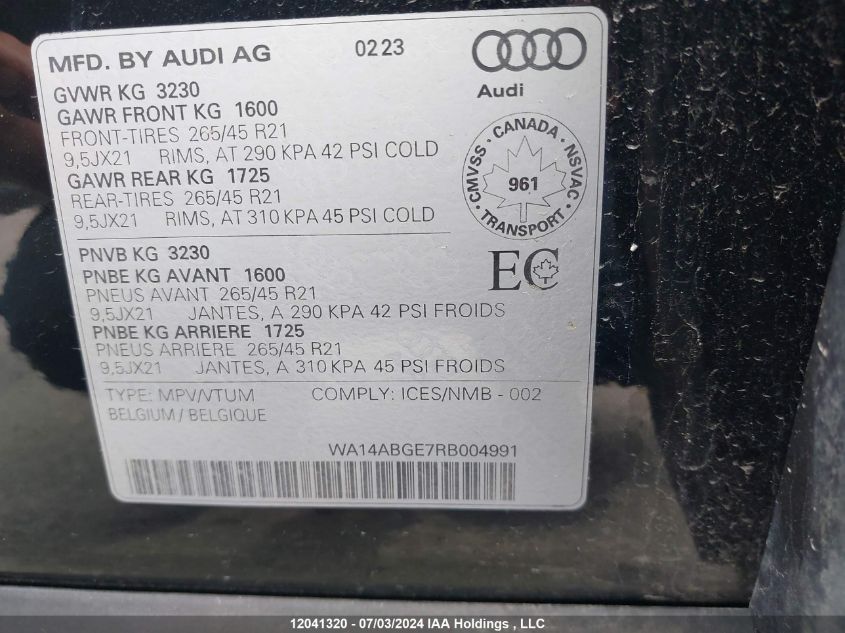 MFD. BY AUDI AG 0223
Audi
GVWR KG 3230
GAWR FRONT KG 1600
FRONT-TIRES 265/45 R21
9,5JX21 RIMS, AT 290 KPA 42 PSI COLD
GAWR REAR KG 1725
REAR-TIRES 265/45 R21
9,5JX21 RIMS, AT 310 KPA 45 PSI COLD
CMVSS • CANADA • NSVAC • TRANSPORT •
961
PNVB KG 3230
PNBE KG AVANT 1600
PNEUS AVANT 265/45 R21
9,5JX21 JANTES, A 290 KPA 42 PSI FROIDS
PNBE KG ARRIERE 1725
PNEUS ARRIERE 265/45 R21
9,5JX21 JANTES, A 310 KPA 45 PSI FROIDS
EC
TYPE: MPV/VTUM COMPLY: ICES/NMB - 002
BELGIUM / BELGIQUE
WA14ABGE7RB004991
12041320 - 07/03/2024 IAA Holdings , LLC